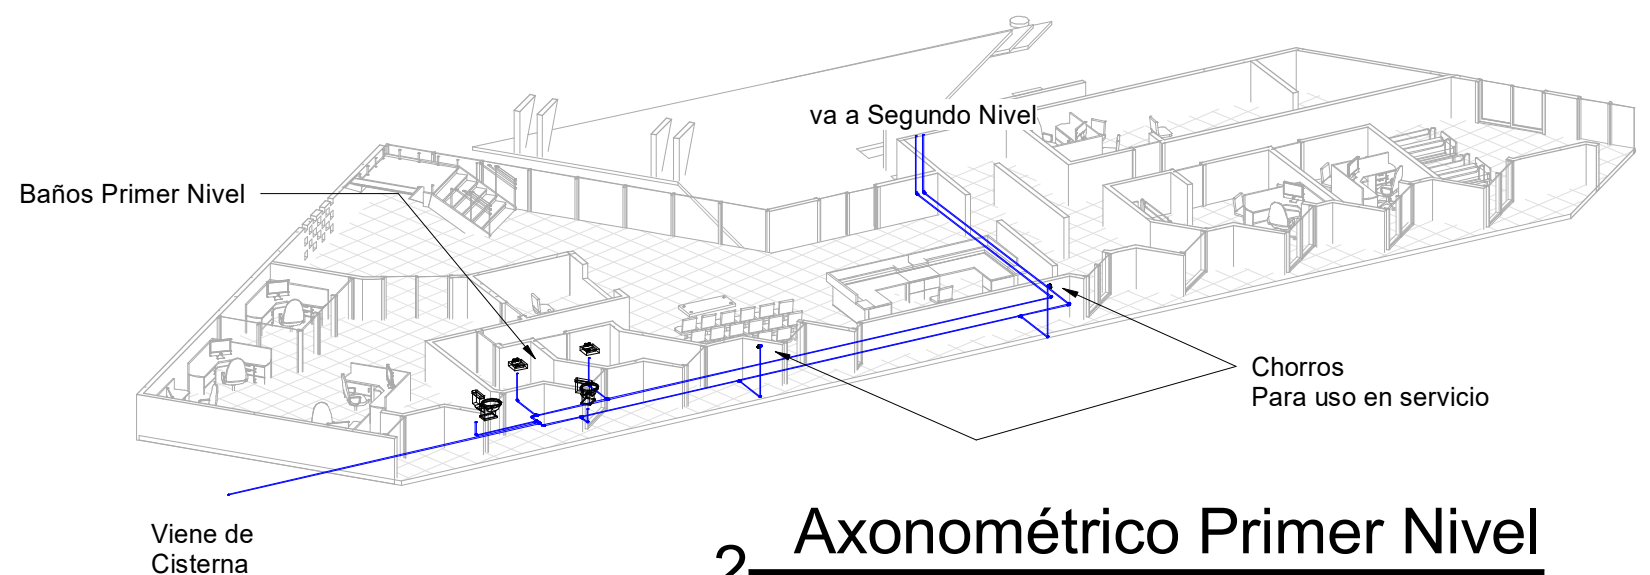 va a Segundo Nivel
Baños Primer Nivel
Chorros
Para uso en servicio
Viene de
Cisterna
Axonométrico Primer Nivel
2